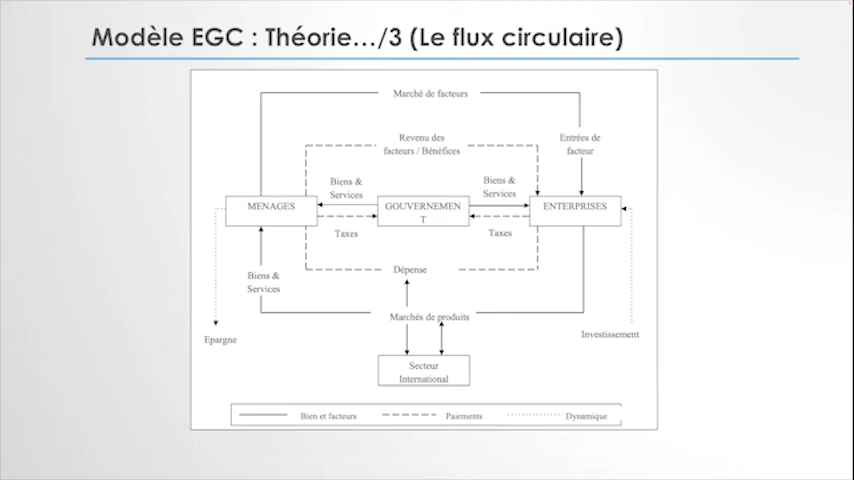 Modèle EGC : Théorie…/3 (Le flux circulaire)
Marché de facteurs
Revenu des
facteurs / Bénéfices
Entrées de
facteur
Biens &
Services
Biens &
Services
MENAGES
GOUVERNEMEN
T
ENTERPRISES
Taxes
Taxes
Biens &
Services
Dépense
Marchés de produits
Epargne
Investissement
Secteur
International
Bien et facteurs
Paiements
Dynamique